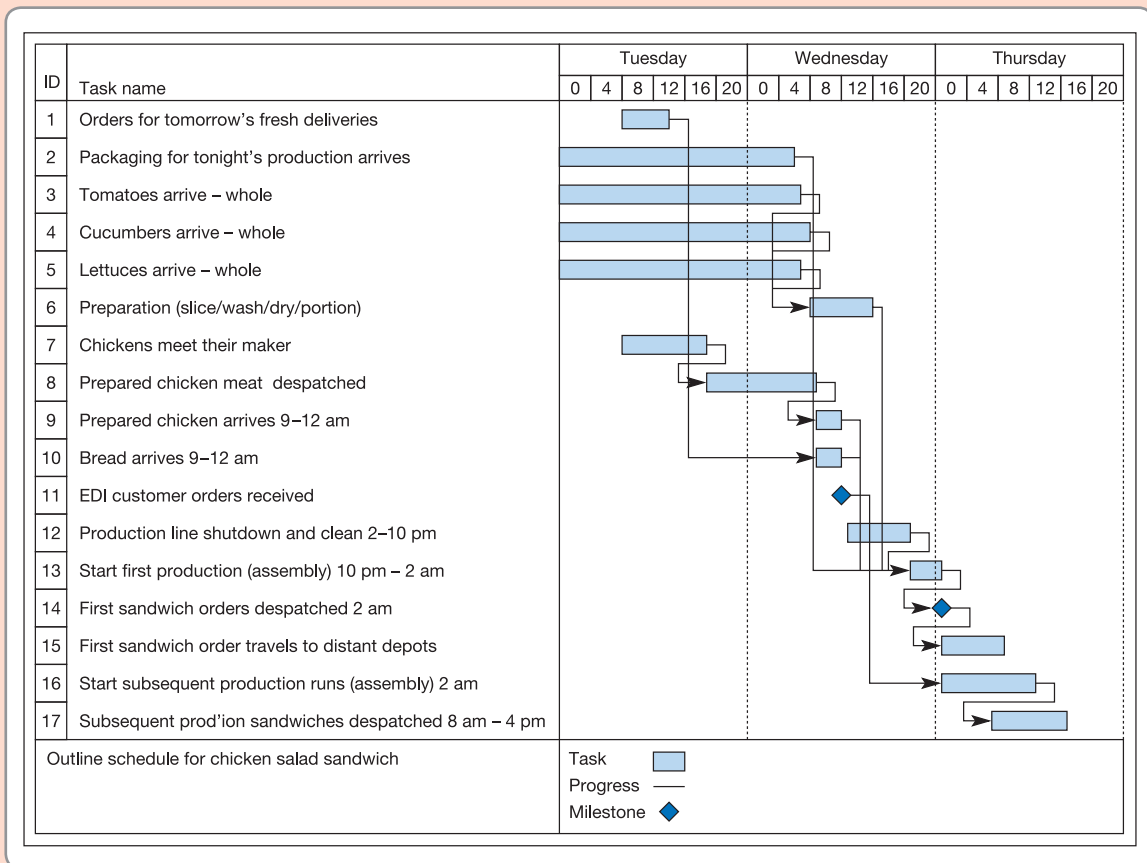 Tuesday Wednesday Thursday
ID Task name 0 4 8 12 16 20 0 4 8 12 16 20 0 4 8 12 16 20
1 Orders for tomorrow's fresh deliveries
2 Packaging for tonight's production arrives
3 Tomatoes arrive – whole
4 Cucumbers arrive – whole
5 Lettuces arrive – whole
6 Preparation (slice/wash/dry/portion)
7 Chickens meet their maker
8 Prepared chicken meat despatched
9 Prepared chicken arrives 9–12 am
10 Bread arrives 9–12 am
11 EDI customer orders received
12 Production line shutdown and clean 2–10 pm
13 Start first production (assembly) 10 pm – 2 am
14 First sandwich orders despatched 2 am
15 First sandwich order travels to distant depots
16 Start subsequent production runs (assembly) 2 am
17 Subsequent prod'ion sandwiches despatched 8 am – 4 pm
Outline schedule for chicken salad sandwich
Task
Progress
Milestone